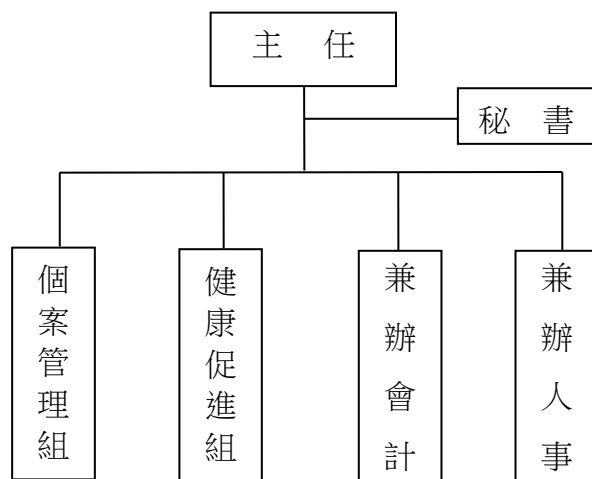 主 任
秘 書
個案管理組
健康促進組
兼辦會計
兼辦人事